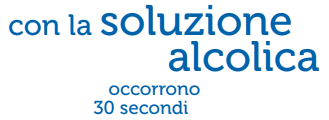 con la soluzione
alcolica
occorrono
30 secondi